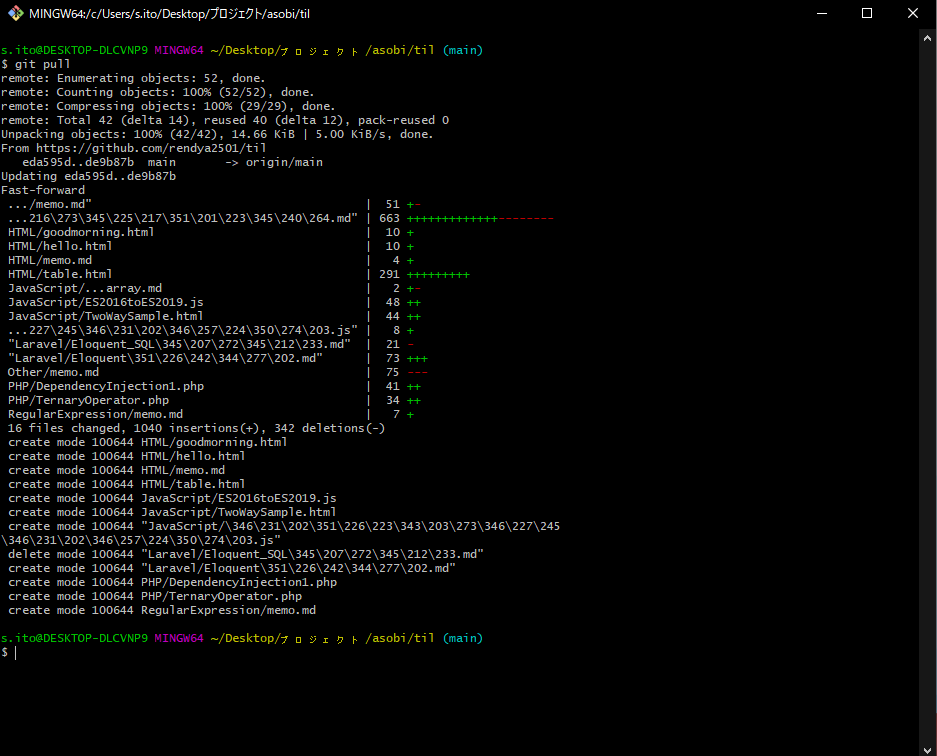 MINGW64:/c/Users/s.ito/Desktop/プロジェクト/asobi/til
s.ito@DESKTOP-DLCVNP9 MINGW64 ~/Desktop/プロジェクト/asobi/til (main)
$ git pull
remote: Enumerating objects: 52, done.
remote: Counting objects: 100% (52/52), done.
remote: Compressing objects: 100% (29/29), done.
remote: Total 42 (delta 14), reused 40 (delta 12), pack-reused 0
Unpacking objects: 100% (42/42), 14.66 KiB | 5.00 KiB/s, done.
From https://github.com/rendya2501/til
   eda595d..de9b87b  main       -> origin/main
Updating eda595d..de9b87b
Fast-forward
 .../memo.md" | 51 +-
 ...216\273\345\225\217\351\201\223\345\240\264.md" | 663 +++++++++++++--------
 HTML/goodmorning.html | 10 +
 HTML/hello.html | 10 +
 HTML/memo.md | 4 +
 HTML/table.html | 291 +++++++++
 JavaScript/...array.md | 2 +-
 JavaScript/ES2016toES2019.js | 48 ++
 JavaScript/TwoWaySample.html | 44 ++
 ...227\245\346\231\202\346\257\224\350\274\203.js" | 8 +
 "Laravel/Eloquent_SQL\345\207\272\345\212\233.md" | 21 -
 "Laravel/Eloquent\351\226\242\344\277\202.md" | 73 +++
 Other/memo.md | 75 ---
 PHP/DependencyInjection1.php | 41 ++
 PHP/TernaryOperator.php | 34 ++
 RegularExpression/memo.md | 7 +
 16 files changed, 1040 insertions(+), 342 deletions(-)
 create mode 100644 HTML/goodmorning.html
 create mode 100644 HTML/hello.html
 create mode 100644 HTML/memo.md
 create mode 100644 HTML/table.html
 create mode 100644 JavaScript/ES2016toES2019.js
 create mode 100644 JavaScript/TwoWaySample.html
 create mode 100644 "JavaScript/\346\231\202\351\226\223\343\203\273\346\227\245
\346\231\202\346\257\224\350\274\203.js"
 delete mode 100644 "Laravel/Eloquent_SQL\345\207\272\345\212\233.md"
 create mode 100644 "Laravel/Eloquent\351\226\242\344\277\202.md"
 create mode 100644 PHP/DependencyInjection1.php
 create mode 100644 PHP/TernaryOperator.php
 create mode 100644 RegularExpression/memo.md
s.ito@DESKTOP-DLCVNP9 MINGW64 ~/Desktop/プロジェクト/asobi/til (main)
$